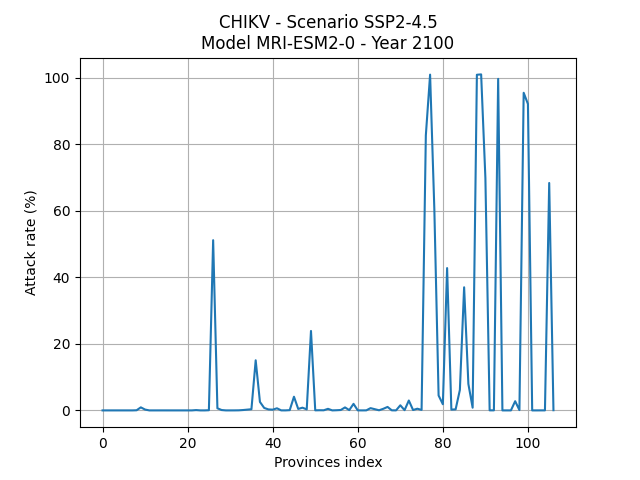 CHIKV - Scenario SSP2-4.5
Model MRI-ESM2-0 - Year 2100
100
80
60
40
20
0
Attack rate (%)
0 20 40 60 80 100
Provinces index